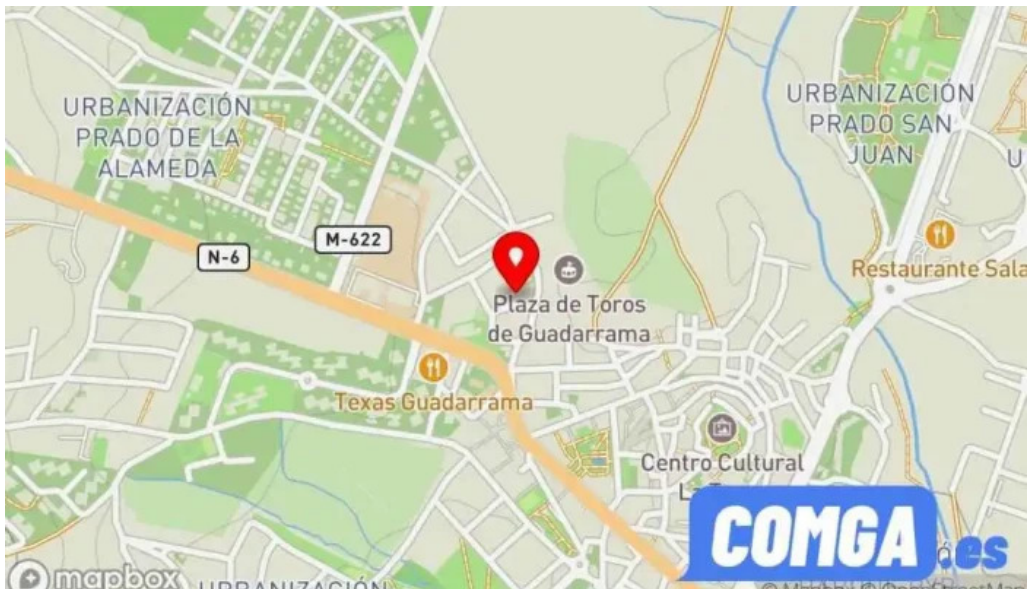 URBANIZACIÓN
PRADO DE LA
ALAMEDA
URBANIZACIÓN
PRADO SAN
JUAN
M-622
N-6
Restaurante Sala
Plaza de Toros
de Guadarrama
Texas Guadarrama
Centro Cultural
COMGA.es
mapbox
URBANIZACIÓN